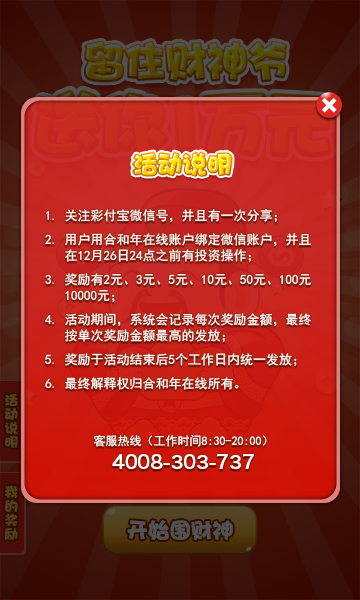 留住财神爷
送你1万元
活动说明
1. 关注彩付宝微信号，并且有一次分享；
2. 用户用合和年在线账户绑定微信账户，并且
在12月26日24点之前有投资操作；
3. 奖励有2元、3元、5元、10元、50元、100元
10000元；
4. 活动期间，系统会记录每次奖励金额，最终
按单次奖励金额最高的发放；
5. 奖励于活动结束后5个工作日内统一发放；
6. 最终解释权归合和年在线所有。
客服热线（工作时间8:30-20:00）
4008-303-737
活动说明
我的奖励
开始围财神